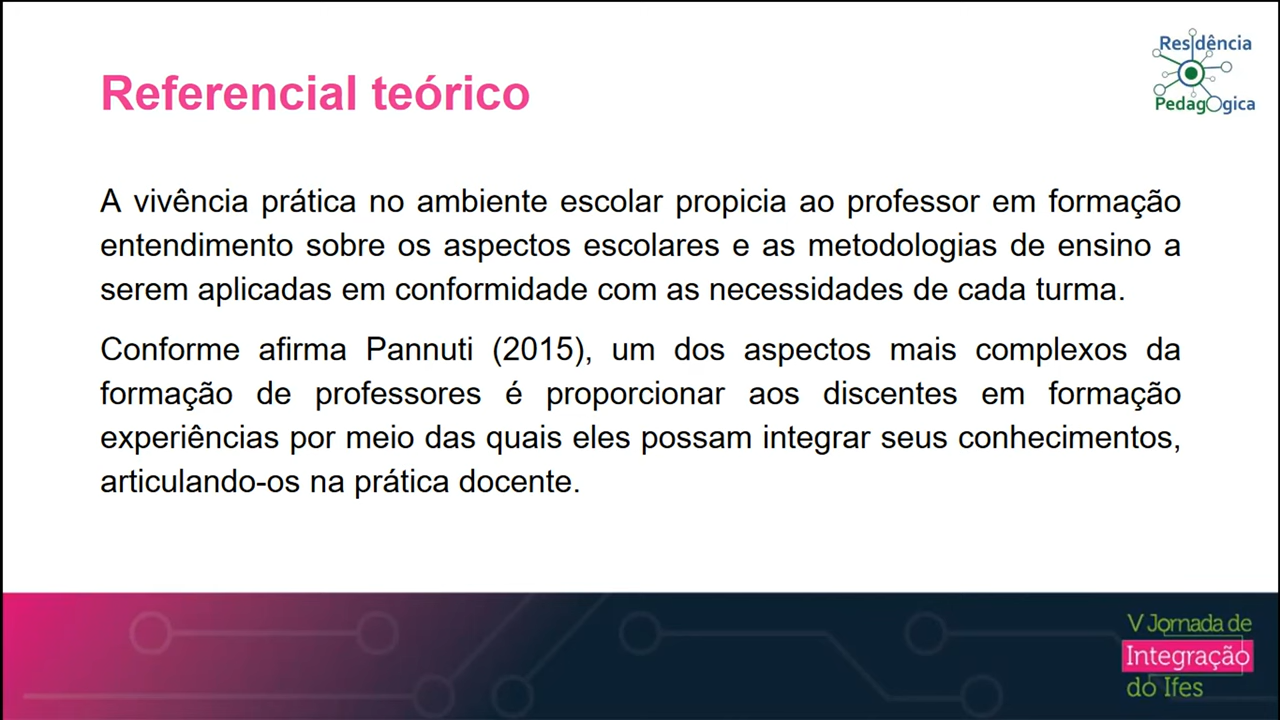 Residência
Pedagógica
Referencial teórico
A vivência prática no ambiente escolar propicia ao professor em formação
entendimento sobre os aspectos escolares e as metodologias de ensino a
serem aplicadas em conformidade com as necessidades de cada turma.
Conforme afirma Pannuti (2015), um dos aspectos mais complexos da
formação de professores é proporcionar aos discentes em formação
experiências por meio das quais eles possam integrar seus conhecimentos,
articulando-os na prática docente.
V Jornada de
Integração
do Ifes